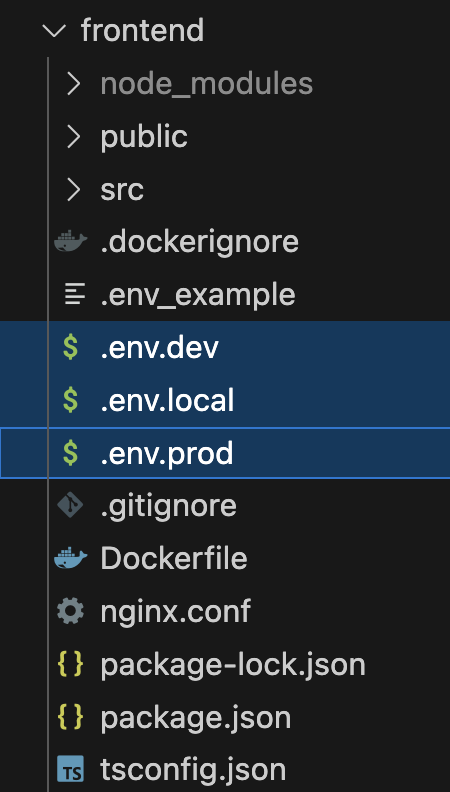 frontend
node_modules
public
src
.dockerignore
.env_example
$ .env.dev
$ .env.local
$ .env.prod
.gitignore
Dockerfile
nginx.conf
{} package-lock.json
{} package.json
TS tsconfig.json